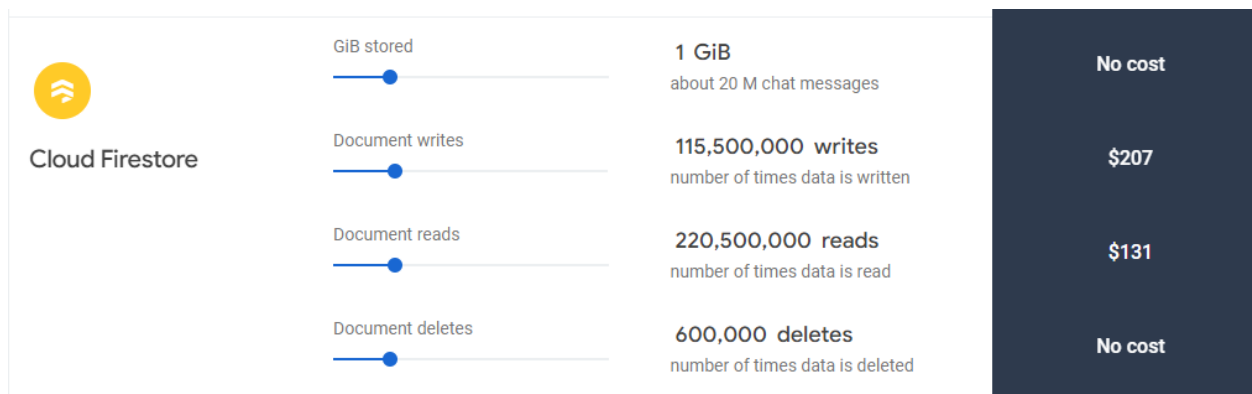 GiB stored
1 GiB
about 20 M chat messages
No cost
Cloud Firestore
Document writes
115,500,000 writes
number of times data is written
$207
Document reads
220,500,000 reads
number of times data is read
$131
Document deletes
600,000 deletes
number of times data is deleted
No cost